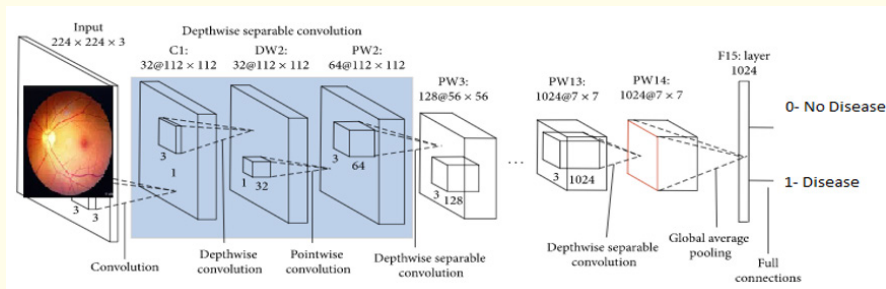 Input
224 × 224 × 3
Depthwise separable convolution
C1:
32@112 × 112
DW2:
32@112 × 112
PW2:
64@112 × 112
PW3:
128@56 × 56
PW13:
1024@7 × 7
PW14:
1024@7 × 7
F15: layer
1024
0- No Disease
1- Disease
3
3
3
1
1
32
3
64
3
128
...
3
1024
Convolution
Depthwise
convolution
Pointwise
convolution
Depthwise separable
convolution
Depthwise separable
convolution
Global average
pooling
Full
connections